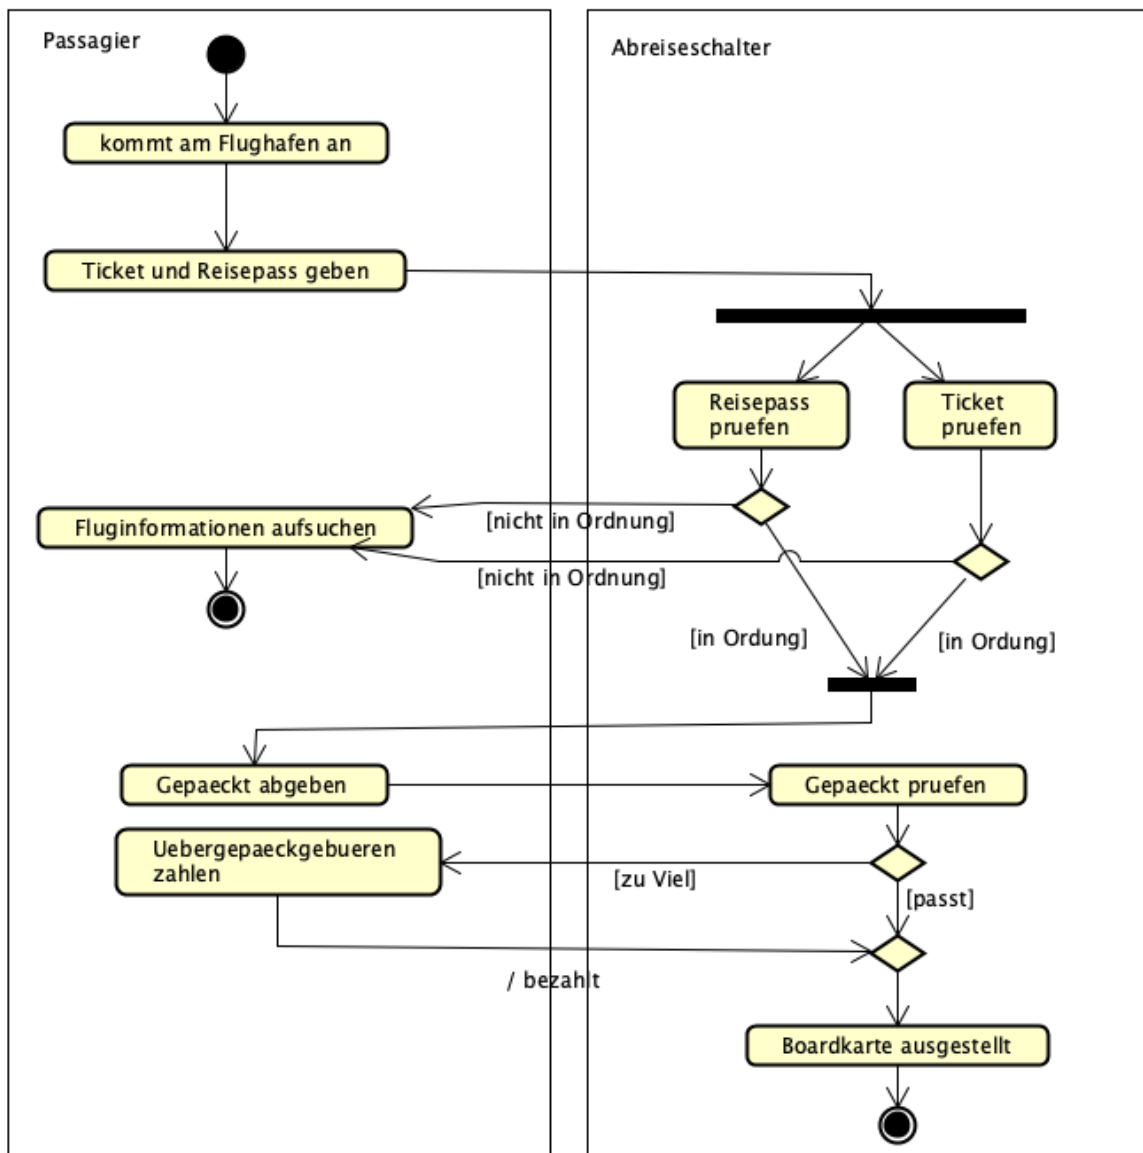 Passagier
Abreiseschalter
kommt am Flughafen an
Ticket und Reisepass geben
Reisepass
pruefen
Ticket
pruefen
Fluginformationen aufsuchen
[nicht in Ordnung]
[nicht in Ordnung]
[in Ordung]
[in Ordung]
Gepaeckt abgeben
Gepaeckt pruefen
Uebergepaeckgebueren
zahlen
[zu Viel]
[passt]
/ bezahlt
Boardkarte ausgestellt